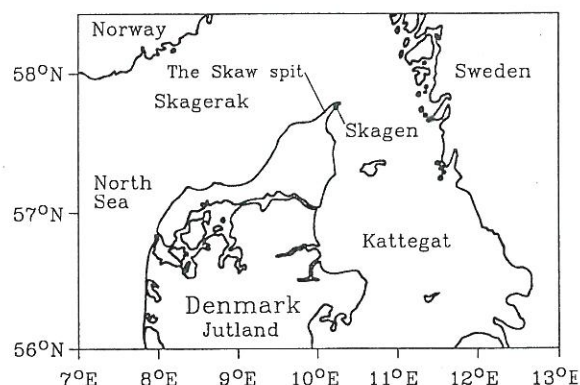 Norway
58°N
Sweden
The Skaw spit
Skagerak
Skagen
North
Sea
57°N
Kattegat
Denmark
Jutland
56°N
7°E
8°E
9°E
10°E
11°E
12°E
13°E